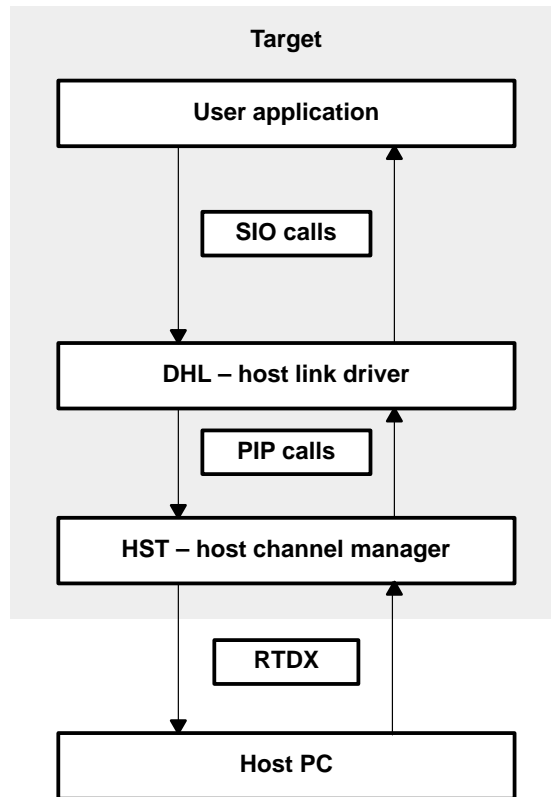 Target
User application
SIO calls
DHL – host link driver
PIP calls
HST – host channel manager
RTDX
Host PC